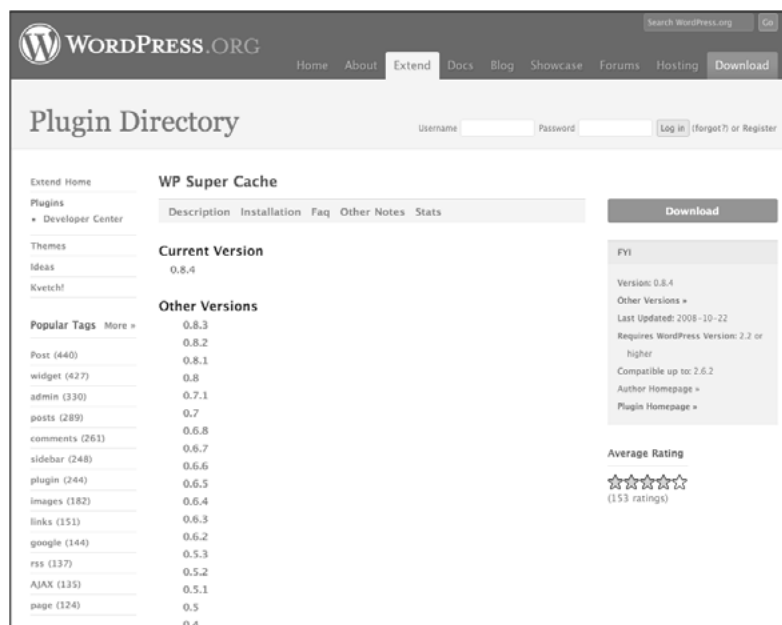 Search WordPress.org Go
WORDPRESS.ORG
Home About Extend Docs Blog Showcase Forums Hosting Download
Plugin Directory
Username Password Log in (forgot?) or Register
Extend Home
Plugins
• Developer Center
Themes
Ideas
Kvetch!
Popular Tags More »
Post (440)
widget (427)
admin (330)
posts (289)
comments (261)
sidebar (248)
plugin (244)
images (182)
links (151)
google (144)
rss (137)
AJAX (135)
page (124)
WP Super Cache
Description Installation Faq Other Notes Stats
Current Version
0.8.4
Other Versions
0.8.3
0.8.2
0.8.1
0.8
0.7.1
0.7
0.6.8
0.6.7
0.6.6
0.6.5
0.6.4
0.6.3
0.6.2
0.5.3
0.5.2
0.5.1
0.5
0.4
Download
FYI
Version: 0.8.4
Other Versions »
Last Updated: 2008-10-22
Requires WordPress Version: 2.2 or
higher
Compatible up to: 2.6.2
Author Homepage »
Plugin Homepage »
Average Rating
(153 ratings)